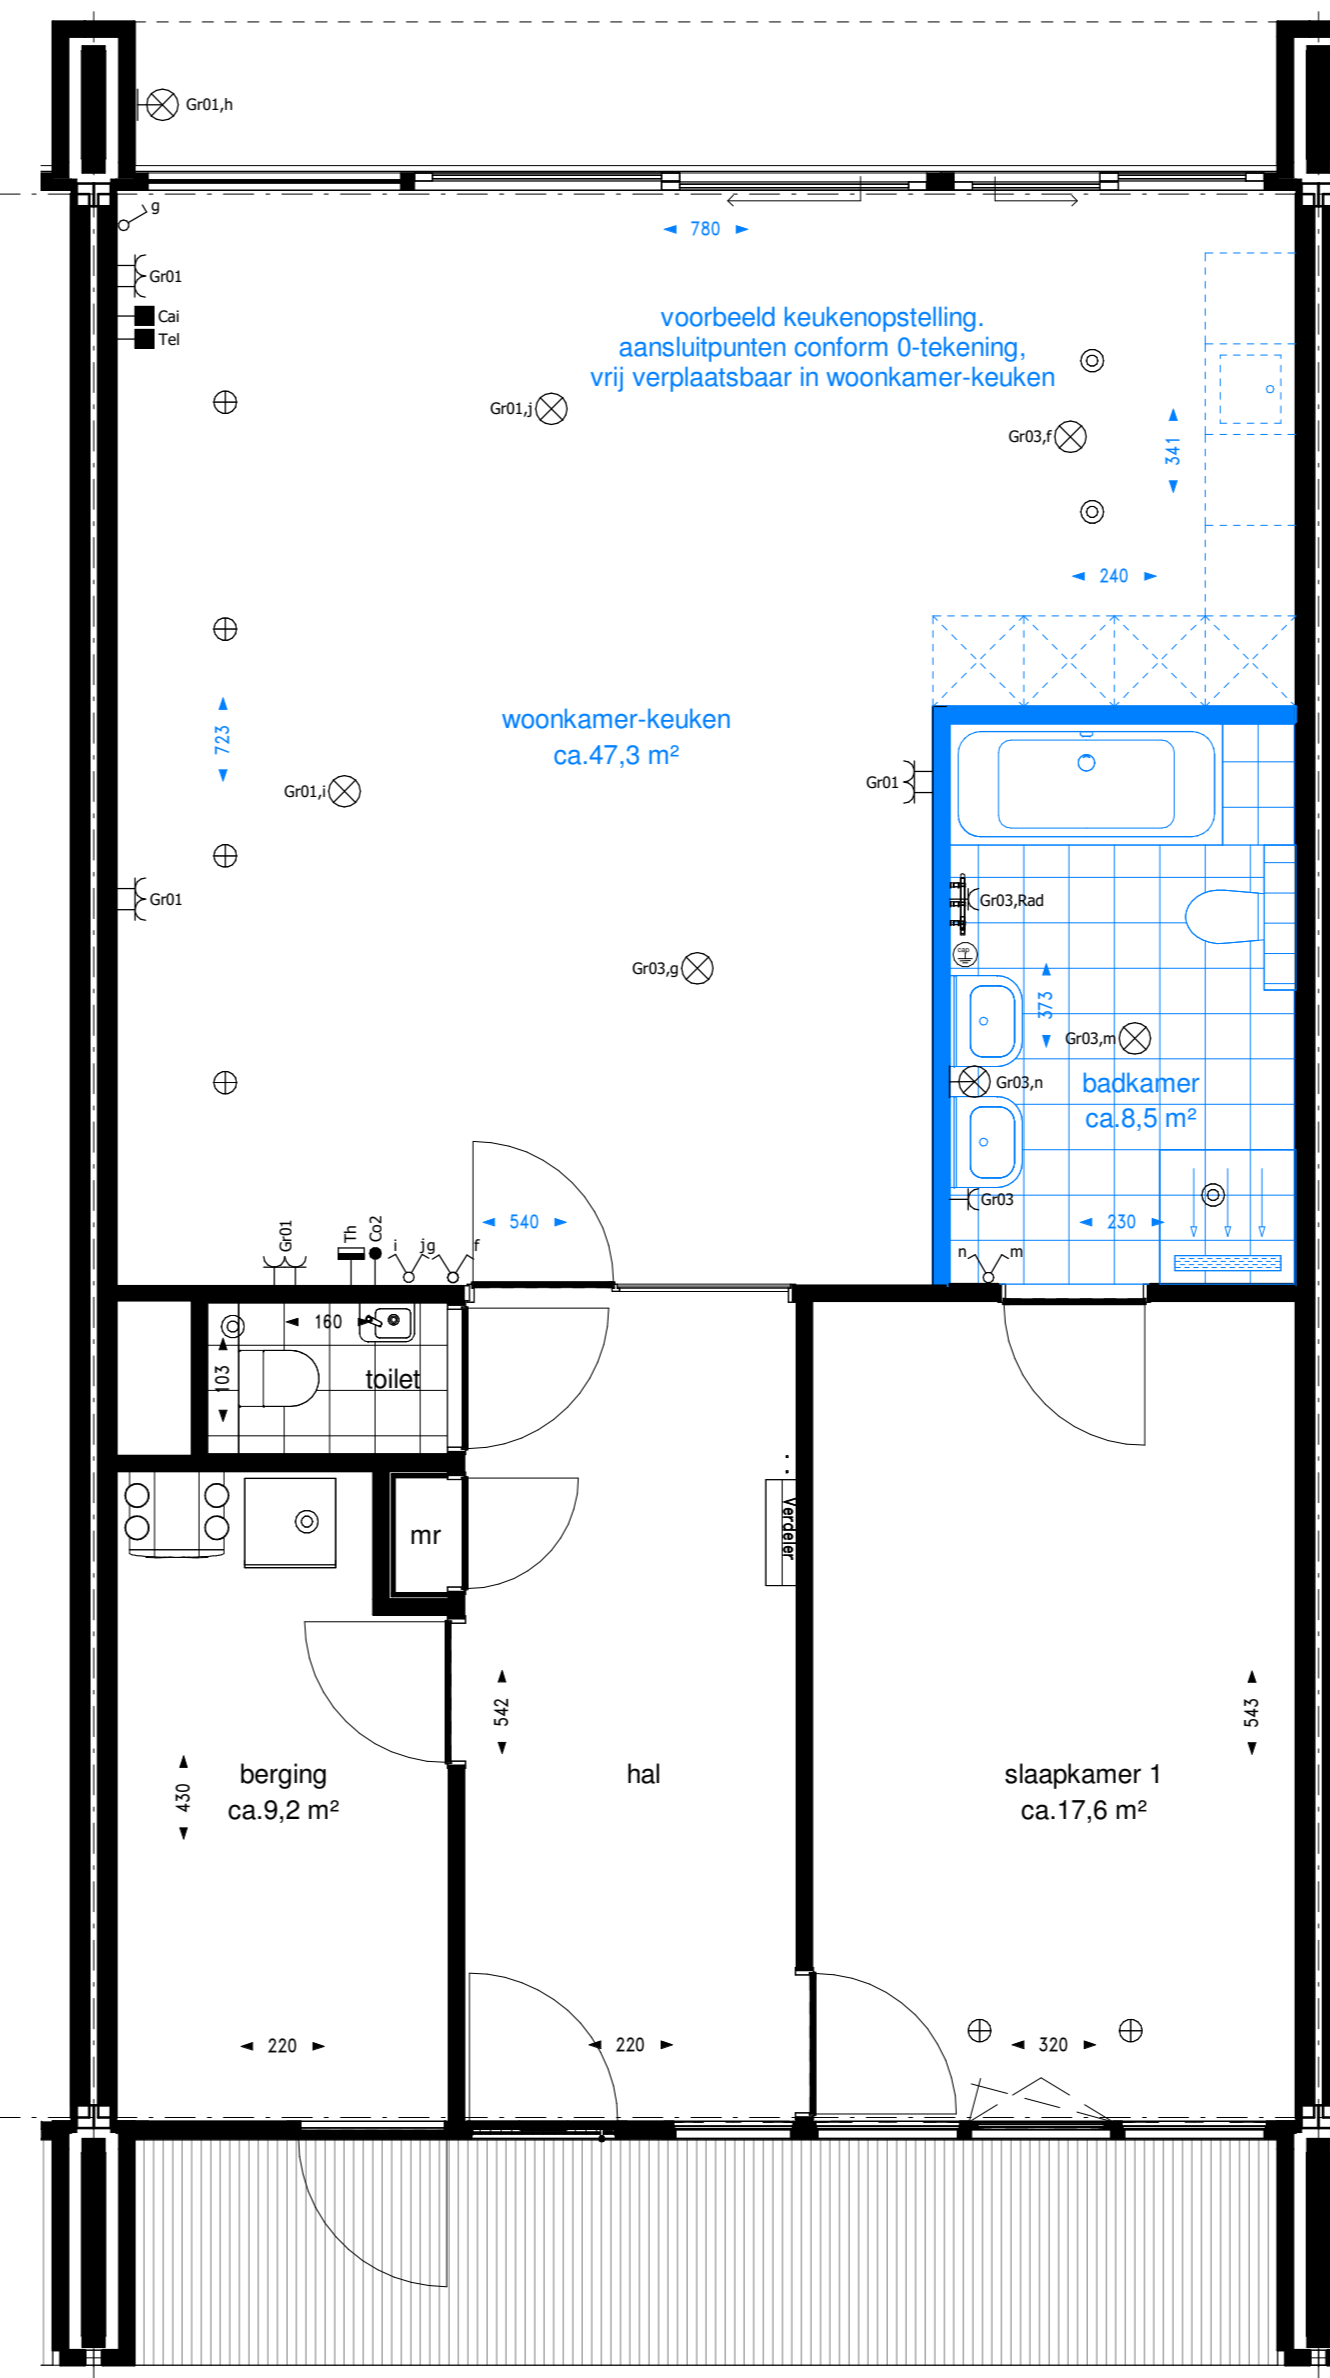 Gr01,h
g
780
Gr01
Cai
Tel
voorbeeld keukenopstelling.
aansluitpunten conform 0-tekening,
vrij verplaatsbaar in woonkamer-keuken
Gr01,j
Gr03,f
341
240
woonkamer-keuken
ca.47,3 m²
723
Gr01,i
Gr01
Gr01
Gr03,Rad
cap
Gr03,g
373
Gr03,m
Gr03,n
badkamer
ca.8,5 m²
Gr03
230
n m
540
Gr01
Th
Co2
i jg f
160
103
toilet
mr
Verdeler
542
543
berging
ca.9,2 m²
430
hal
slaapkamer 1
ca.17,6 m²
220
220
320